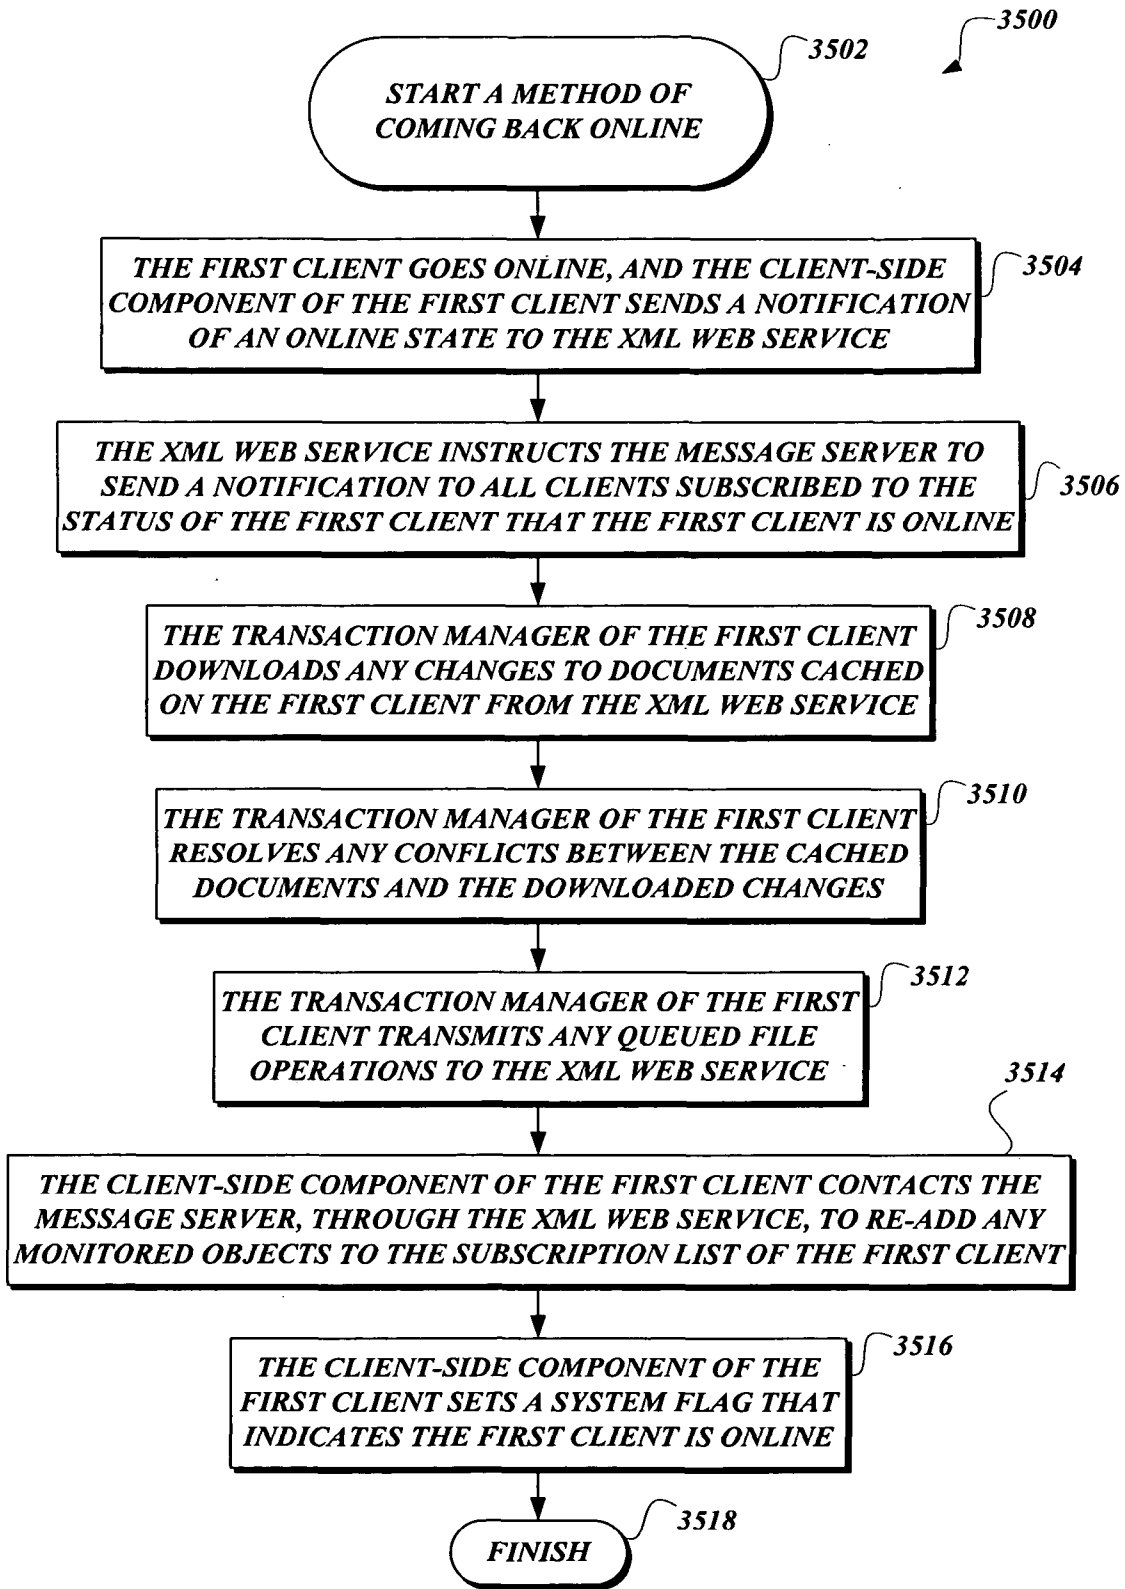 3500
3502
START A METHOD OF
COMING BACK ONLINE
3504
THE FIRST CLIENT GOES ONLINE, AND THE CLIENT-SIDE
COMPONENT OF THE FIRST CLIENT SENDS A NOTIFICATION
OF AN ONLINE STATE TO THE XML WEB SERVICE
3506
THE XML WEB SERVICE INSTRUCTS THE MESSAGE SERVER TO
SEND A NOTIFICATION TO ALL CLIENTS SUBSCRIBED TO THE
STATUS OF THE FIRST CLIENT THAT THE FIRST CLIENT IS ONLINE
3508
THE TRANSACTION MANAGER OF THE FIRST CLIENT
DOWNLOADS ANY CHANGES TO DOCUMENTS CACHED
ON THE FIRST CLIENT FROM THE XML WEB SERVICE
3510
THE TRANSACTION MANAGER OF THE FIRST CLIENT
RESOLVES ANY CONFLICTS BETWEEN THE CACHED
DOCUMENTS AND THE DOWNLOADED CHANGES
3512
THE TRANSACTION MANAGER OF THE FIRST
CLIENT TRANSMITS ANY QUEUED FILE
OPERATIONS TO THE XML WEB SERVICE
3514
THE CLIENT-SIDE COMPONENT OF THE FIRST CLIENT CONTACTS THE
MESSAGE SERVER, THROUGH THE XML WEB SERVICE, TO RE-ADD ANY
MONITORED OBJECTS TO THE SUBSCRIPTION LIST OF THE FIRST CLIENT
3516
THE CLIENT-SIDE COMPONENT OF THE
FIRST CLIENT SETS A SYSTEM FLAG THAT
INDICATES THE FIRST CLIENT IS ONLINE
3518
FINISH